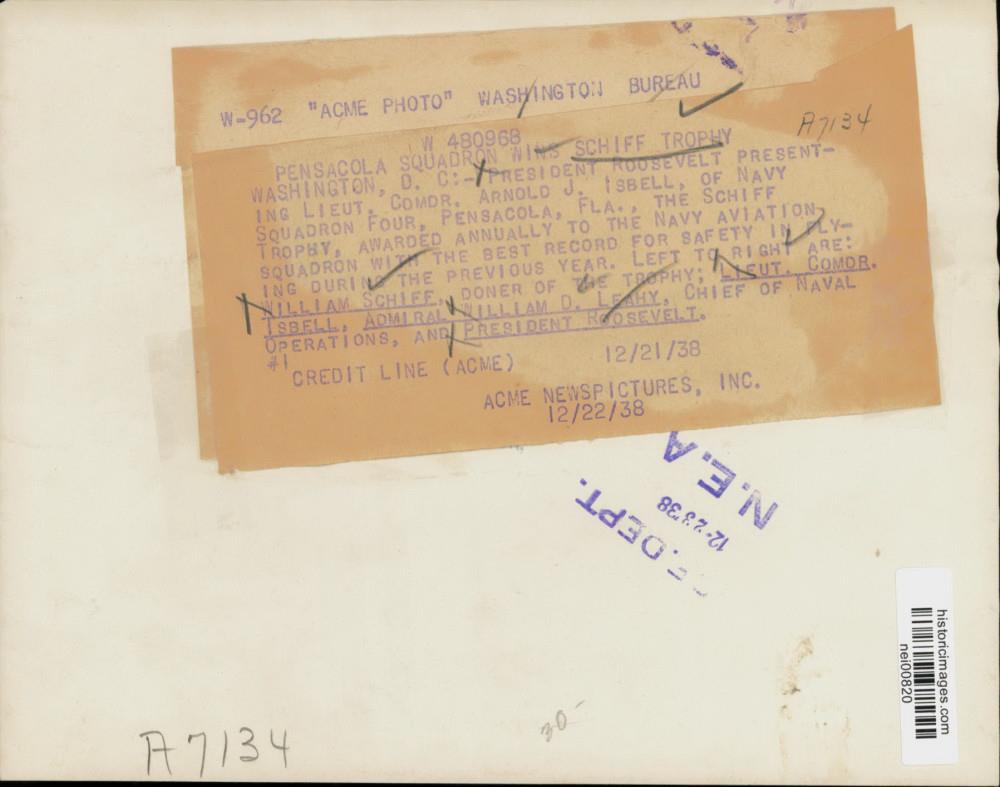 W-962 "ACME PHOTO" WASHINGTON BUREAU
W 480968
A7134
PENSACOLA SQUADRON WINS SCHIFF TROPHY
WASHINGTON, D. C:- PRESIDENT ROOSEVELT PRESENT-
ING LIEUT. COMDR. ARNOLD J. ISBELL, OF NAVY
SQUADRON FOUR, PENSACOLA, FLA., THE SCHIFF
TROPHY, AWARDED ANNUALLY TO THE NAVY AVIATION
SQUADRON WITH THE BEST RECORD FOR SAFETY IN FLY-
ING DURING THE PREVIOUS YEAR. LEFT TO RIGHT ARE:
WILLIAM SCHIFF, DONER OF THE TROPHY; LIEUT. COMDR.
ISBELL, ADMIRAL WILLIAM D. LEAHY, CHIEF OF NAVAL
OPERATIONS, AND PRESIDENT ROOSEVELT.
#1
CREDIT LINE (ACME) 12/21/38
ACME NEWSPICTURES, INC.
12/22/38
N.E.A
12-23'38
DEPT.
historicimages.com
nei00820
30-
A7134